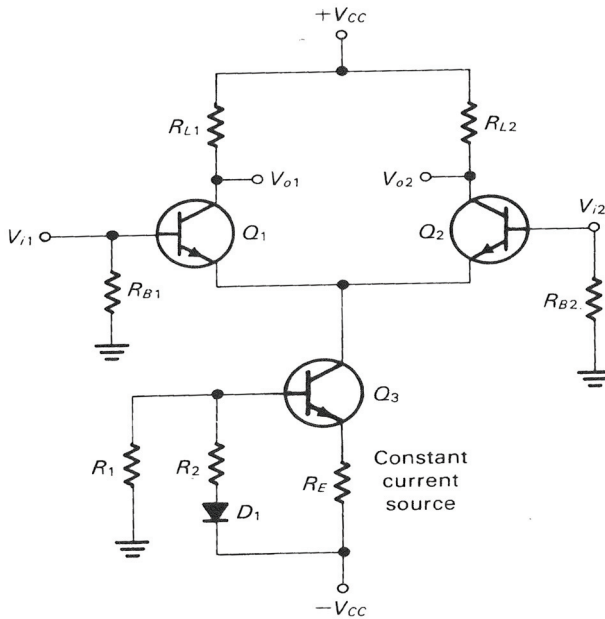 +VCC
RL1
RL2
Vo1
Vo2
Vi1
Q1
Q2
Vi2
RB1
RB2
Q3
R1
R2
RE
Constant
current
source
D1
−VCC